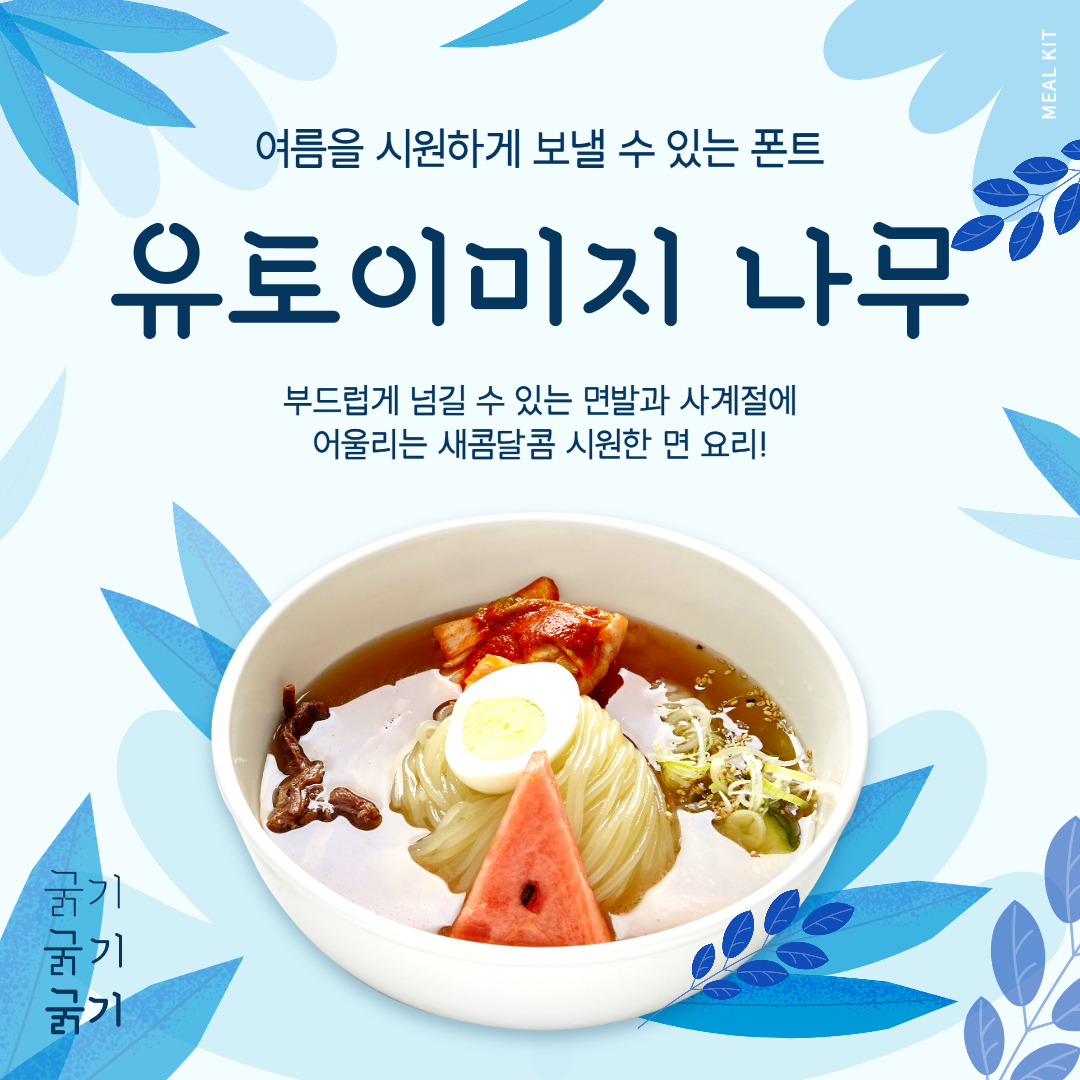 MEAL KIT
여름을 시원하게 보낼 수 있는 폰트
유토이미지 나무
부드럽게 넘길 수 있는 면발과 사계절에
어울리는 새콤달콤 시원한 면 요리!
굵기
굵기
굵기